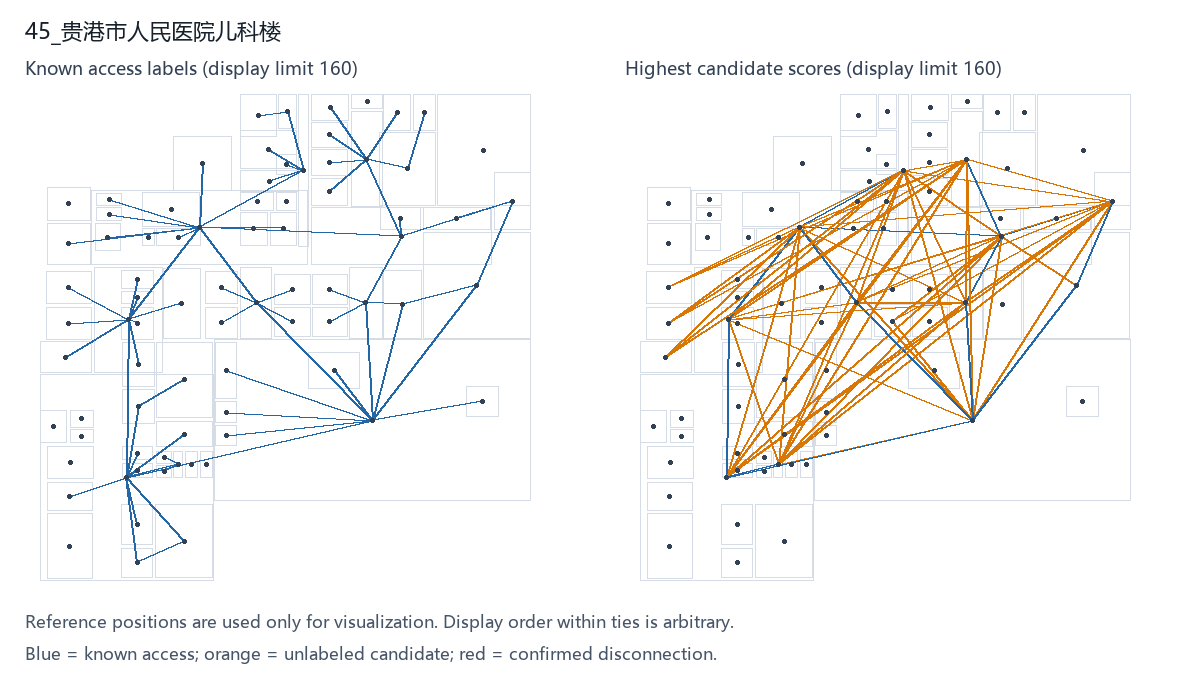 45_贵港市人民医院儿科楼
Known access labels (display limit 160)
Highest candidate scores (display limit 160)
Reference positions are used only for visualization. Display order within ties is arbitrary.
Blue = known access; orange = unlabeled candidate; red = confirmed disconnection.